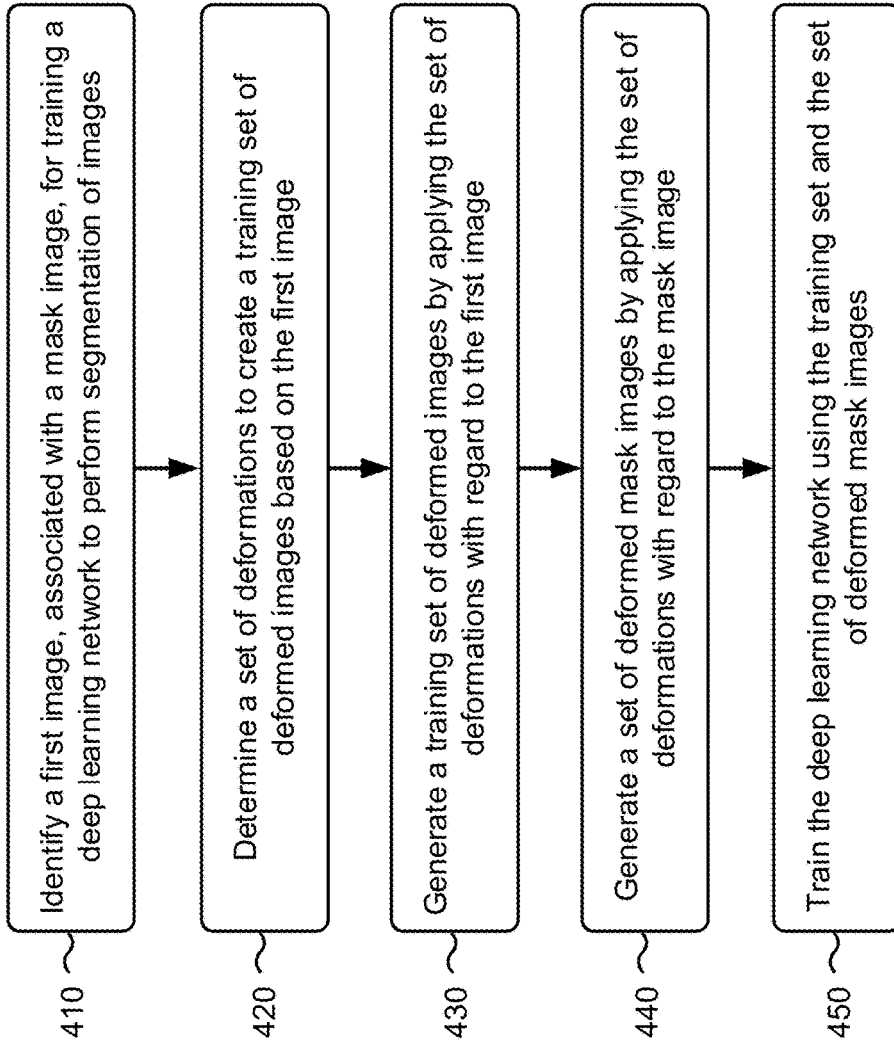 410
Identify a first image, associated with a mask image, for training a
deep learning network to perform segmentation of images
420
Determine a set of deformations to create a training set of
deformed images based on the first image
430
Generate a training set of deformed images by applying the set of
deformations with regard to the first image
440
Generate a set of deformed mask images by applying the set of
deformations with regard to the mask image
450
Train the deep learning network using the training set and the set
of deformed mask images